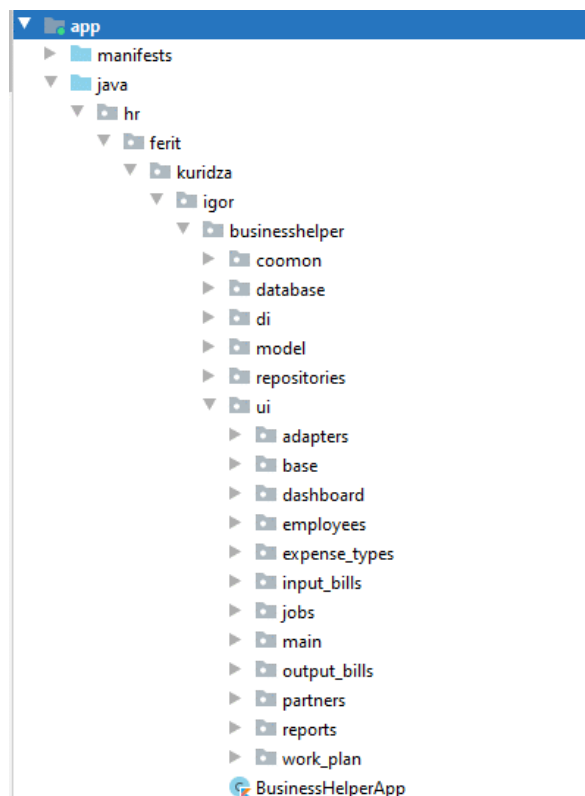 app
manifests
java
hr
ferit
kuridza
igor
businesshelper
coomon
database
di
model
repositories
ui
adapters
base
dashboard
employees
expense_types
input_bills
jobs
main
output_bills
partners
reports
work_plan
BusinessHelperApp